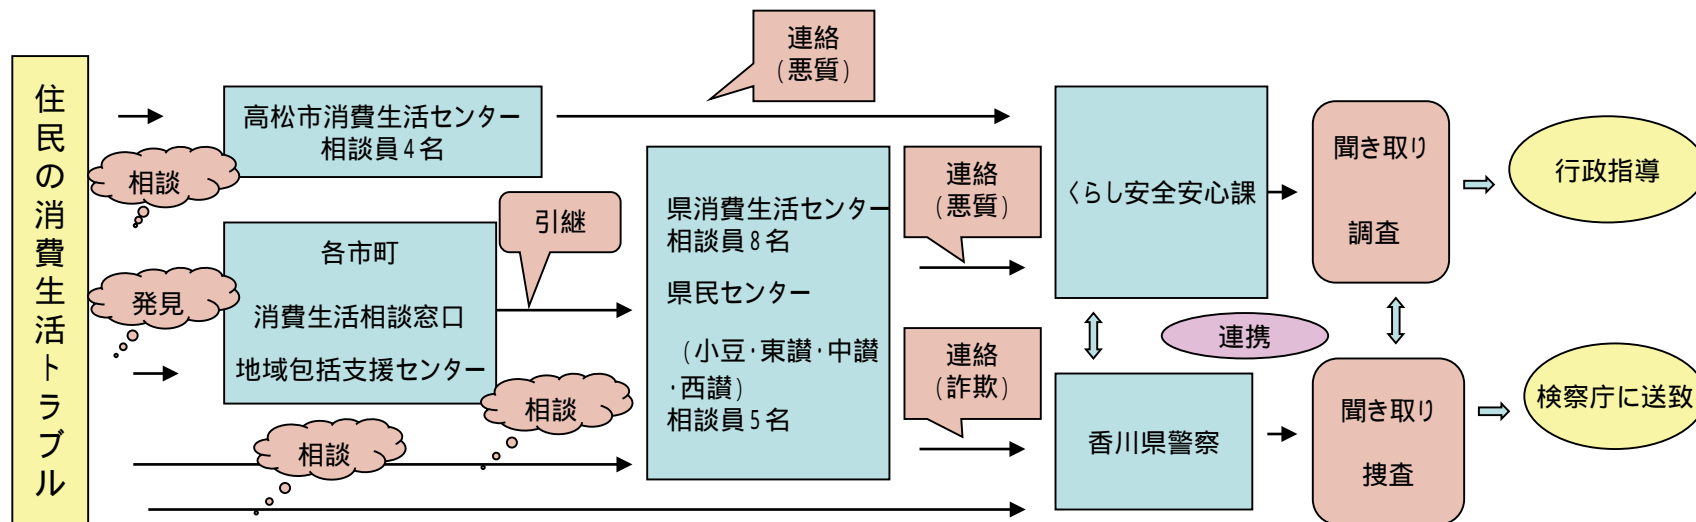 住民の消費生活トラブル
相談
発見
高松市消費生活センター
相談員4名
各市町
消費生活相談窓口
地域包括支援センター
相談
相談
引継
連絡
(悪質)
県消費生活センター
相談員8名
県民センター
(小豆・東讃・中讃
・西讃)
相談員5名
連絡
(悪質)
連絡
(詐欺)
くらし安全安心課
連携
香川県警察
聞き取り
調査
聞き取り
捜査
行政指導
検察庁に送致